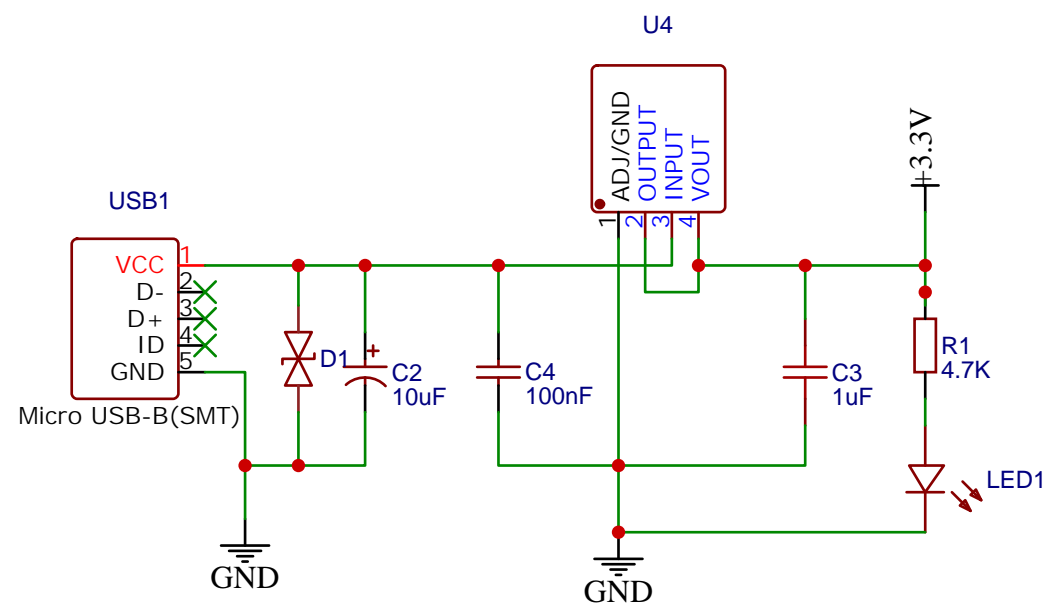 U4
ADJ/GND
OUTPUT
INPUT
VOUT
1
2
3
4
+3.3V
USB1
VCC
1
D-
2
D+
3
ID
4
GND
5
Micro USB-B(SMT)
D1
+
C2
10uF
C4
100nF
C3
1uF
R1
4.7K
LED1
GND
GND